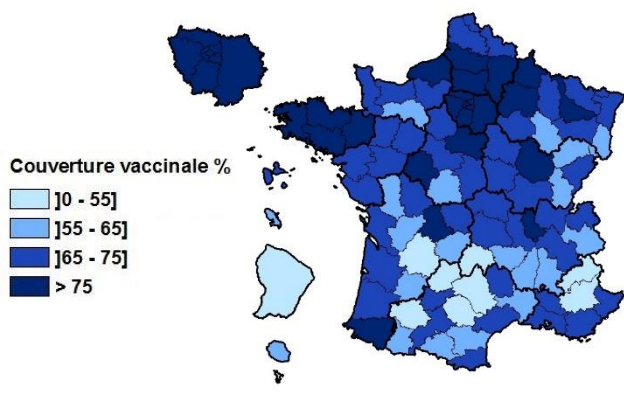 Couverture vaccinale %
]0 - 55]
]55 - 65]
]65 - 75]
> 75